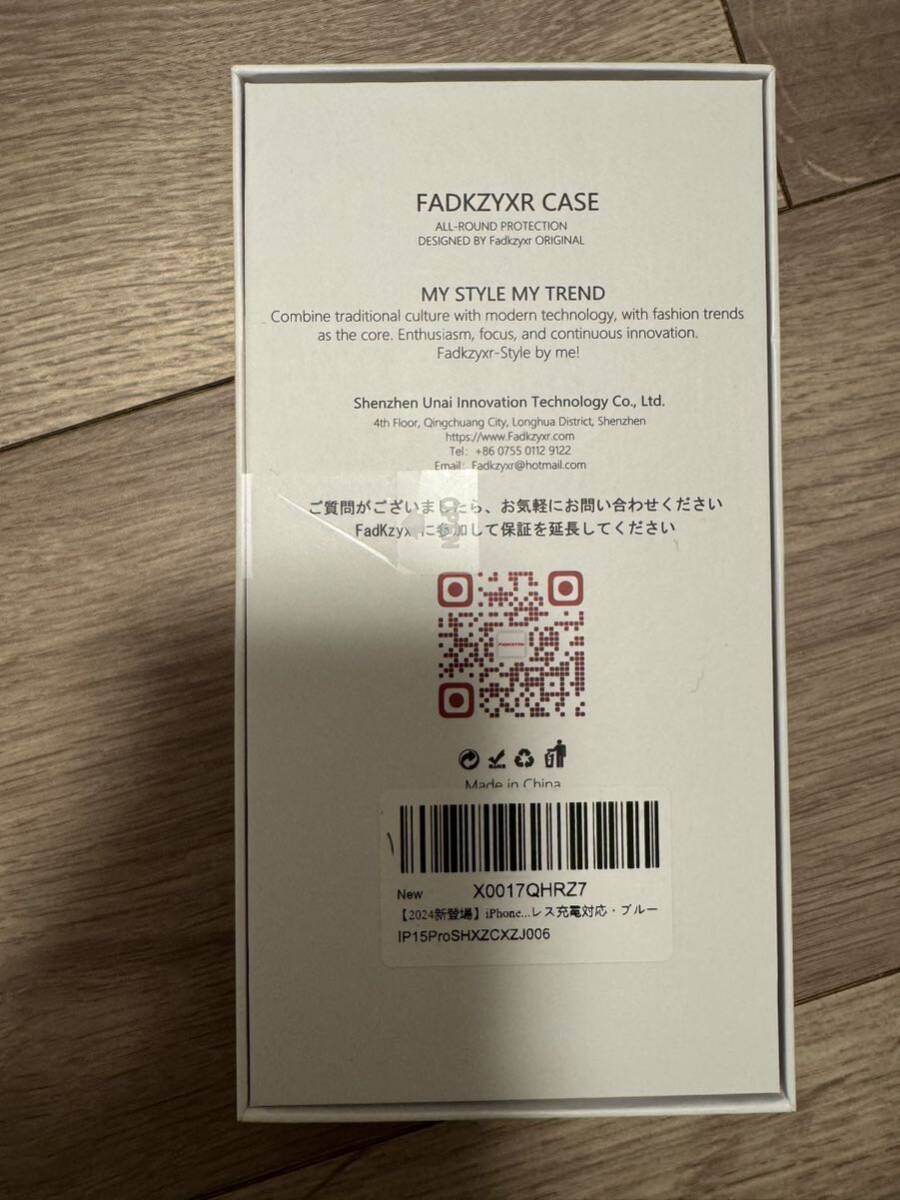 FADKZYXR CASE
ALL-ROUND PROTECTION
DESIGNED BY Fadkzyxr ORIGINAL
MY STYLE MY TREND
Combine traditional culture with modern technology, with fashion trends
as the core. Enthusiasm, focus, and continuous innovation.
Fadkzyxr-Style by me!
Shenzhen Unai Innovation Technology Co., Ltd.
4th Floor, Qingchuang City, Longhua District, Shenzhen
https://www.Fadkzyxr.com
Tel: +86 0755 0112 9122
Email: Fadkzyxr@hotmail.com
ご質問がございましたら、お気軽にお問い合わせください
FadKzyx に参加して保証を延長してください
OPEN
Made in China
New X0017QHRZ7
【2024新登場】iPhone...レス充電対応・ブルー
IP15ProSHXZCXZJ006